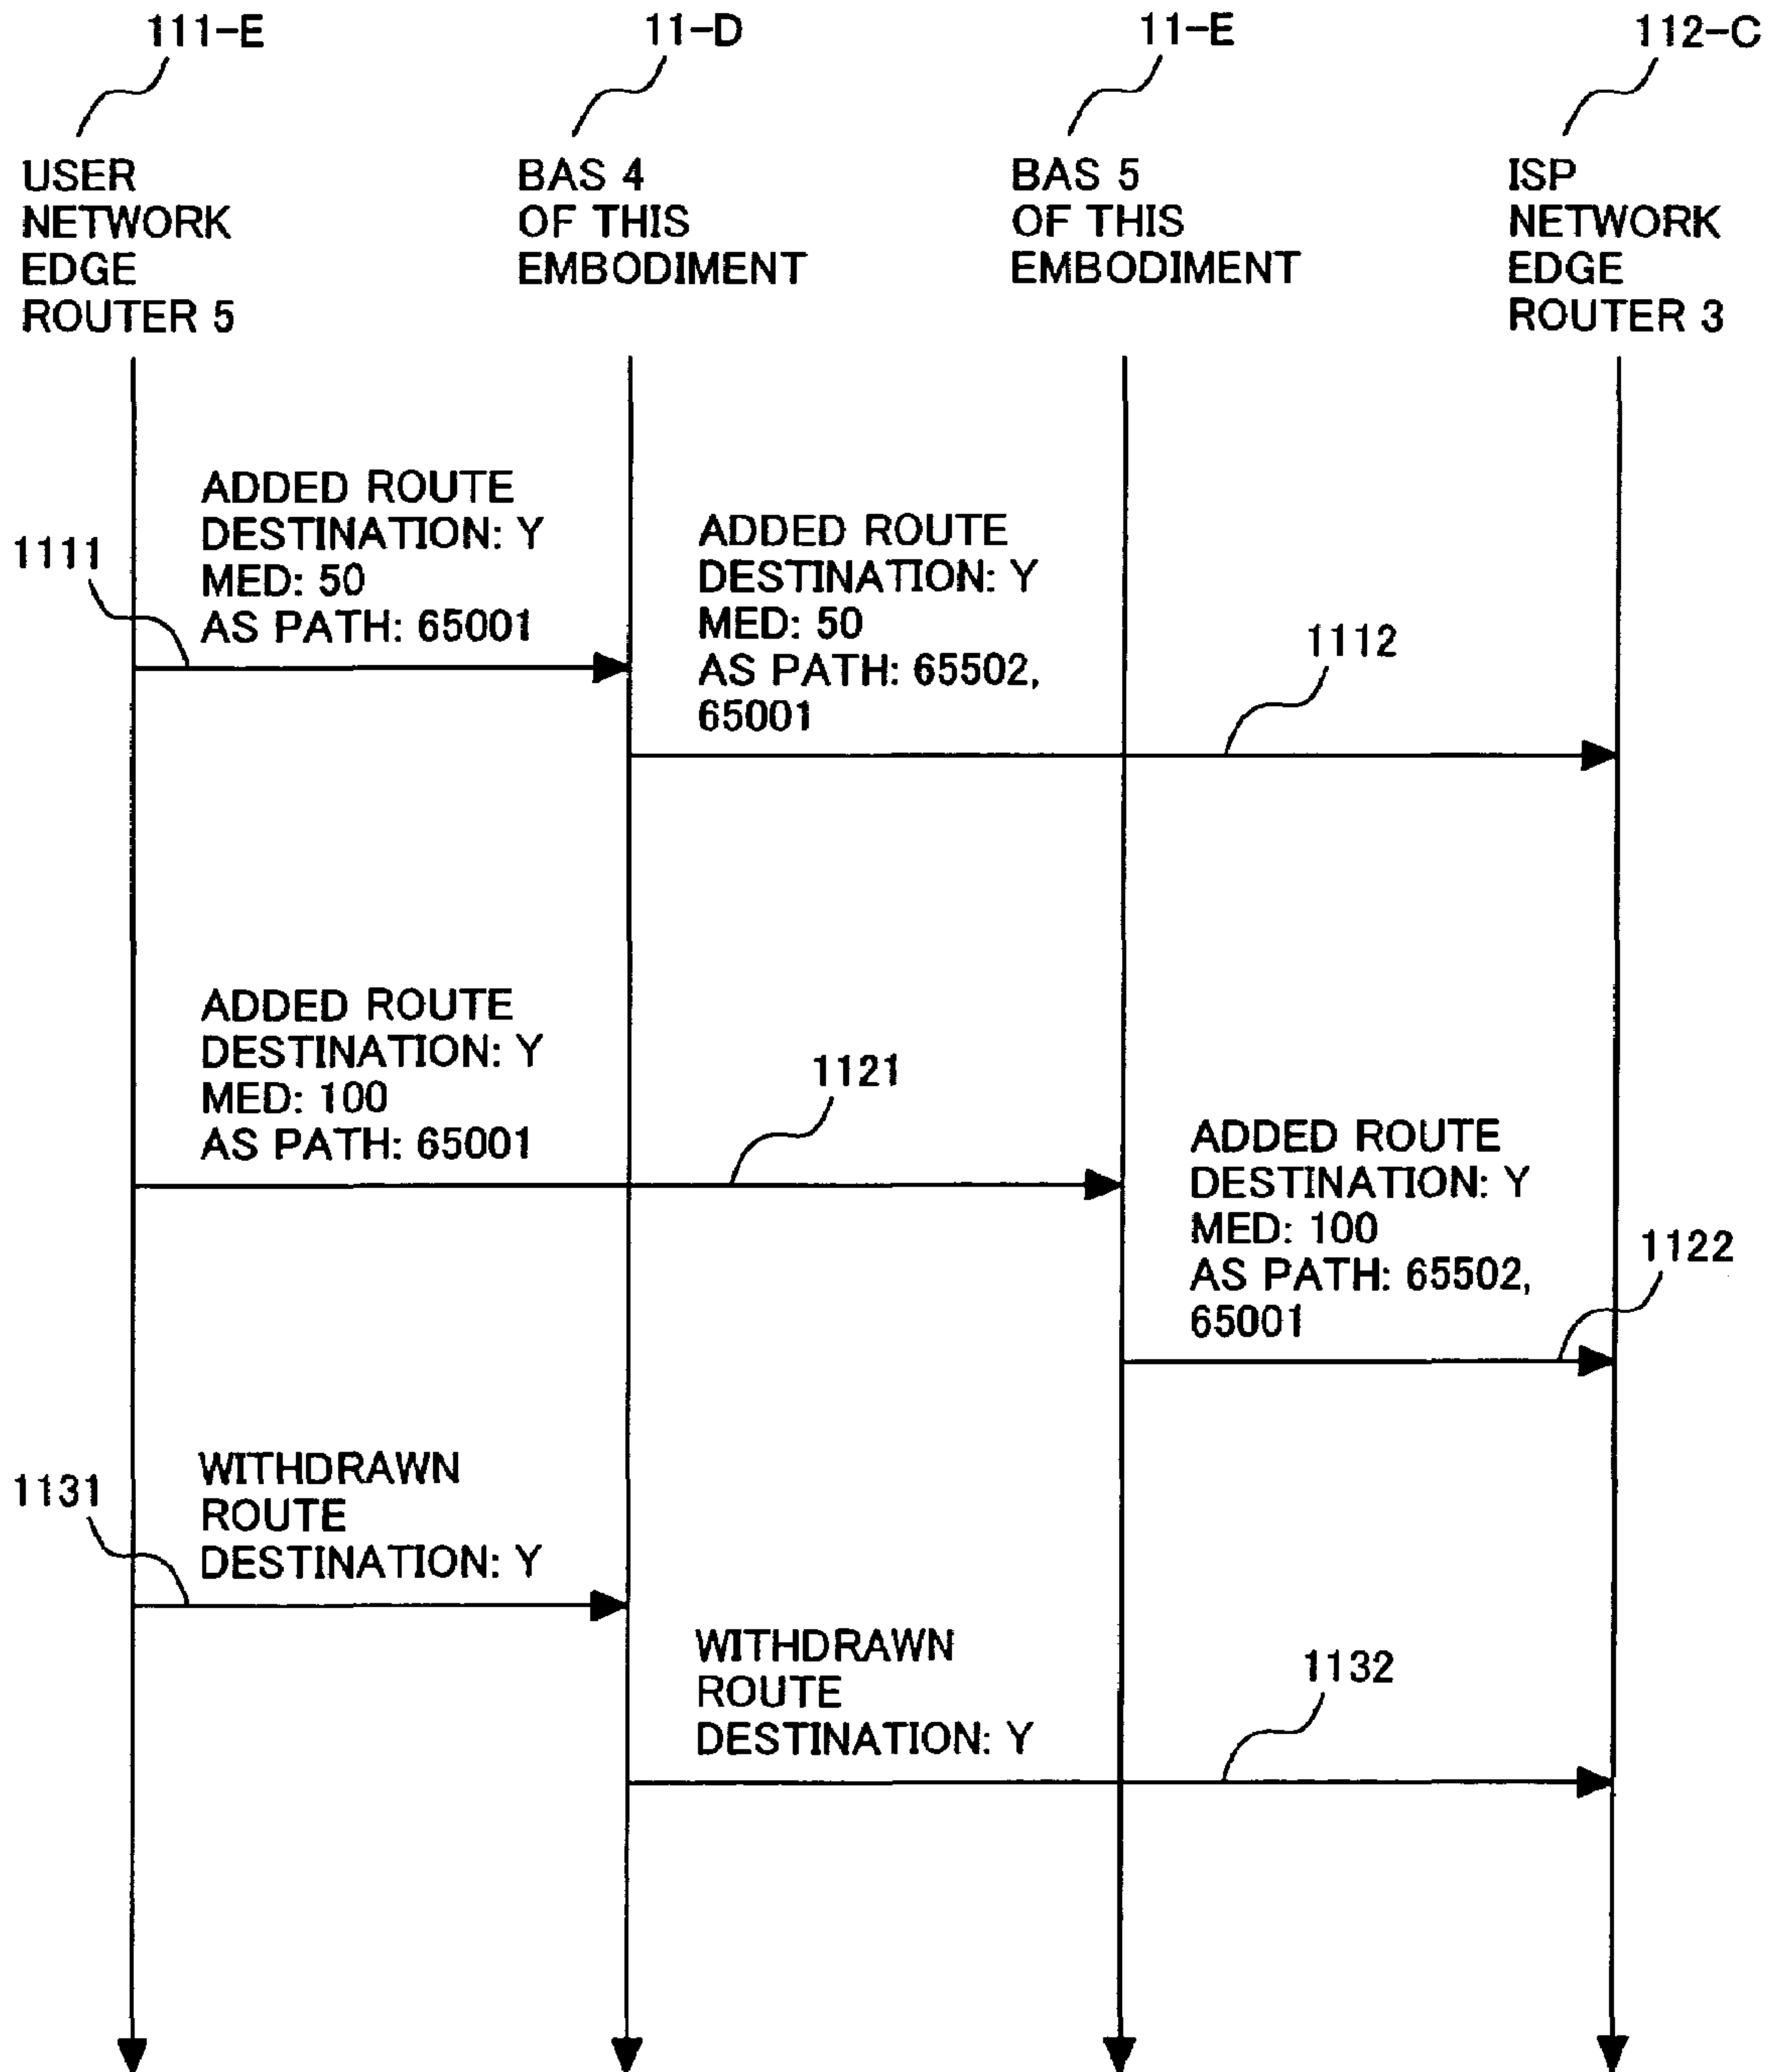 111-E
11-D
11-E
112-C
USER
NETWORK
EDGE
ROUTER 5
BAS 4
OF THIS
EMBODIMENT
BAS 5
OF THIS
EMBODIMENT
ISP
NETWORK
EDGE
ROUTER 3
1111
ADDED ROUTE
DESTINATION: Y
MED: 50
AS PATH: 65001
ADDED ROUTE
DESTINATION: Y
MED: 50
AS PATH: 65502,
65001
1112
ADDED ROUTE
DESTINATION: Y
MED: 100
AS PATH: 65001
1121
ADDED ROUTE
DESTINATION: Y
MED: 100
AS PATH: 65502,
65001
1122
1131
WITHDRAWN
ROUTE
DESTINATION: Y
WITHDRAWN
ROUTE
DESTINATION: Y
1132